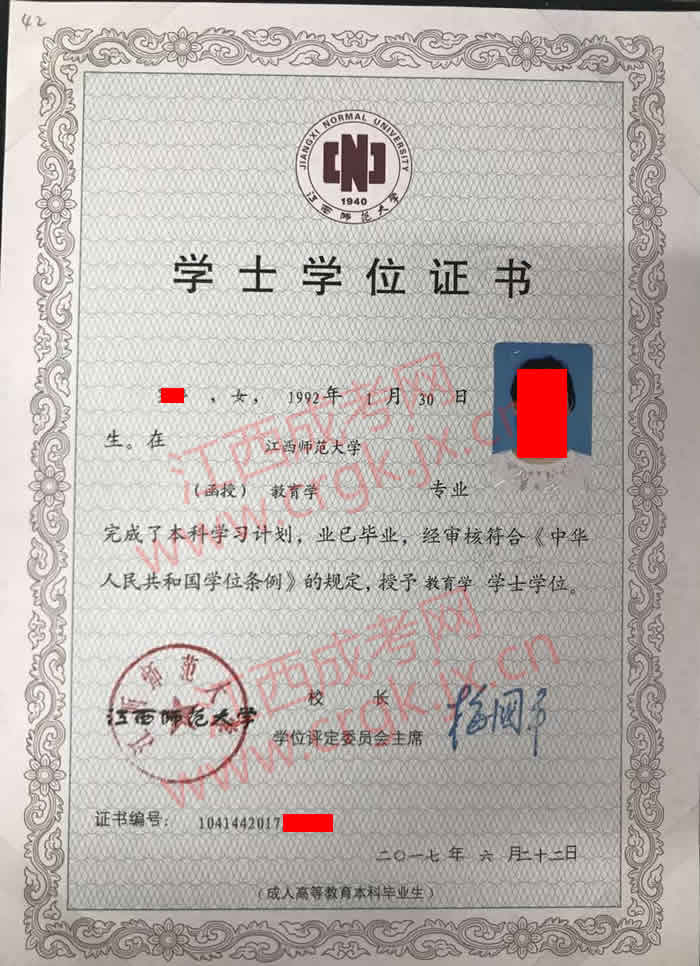 42
JIANGXI NORMAL UNIVERSITY
1940
江西师范大学
学士学位证书
，女，1992年1月30日
生。在 江西师范大学
（函授） 教育学 专业
完成了本科学习计划，业已毕业，经审核符合《中华
人民共和国学位条例》的规定，授予 教育学 学士学位。
江西成考网
www.crgk.jx.cn
江西师范大学
校长
学位评定委员会主席
江西成考网
www.crgk.jx.cn
证书编号：1041442017
二〇一七年六月二十二日
（成人高等教育本科毕业生）